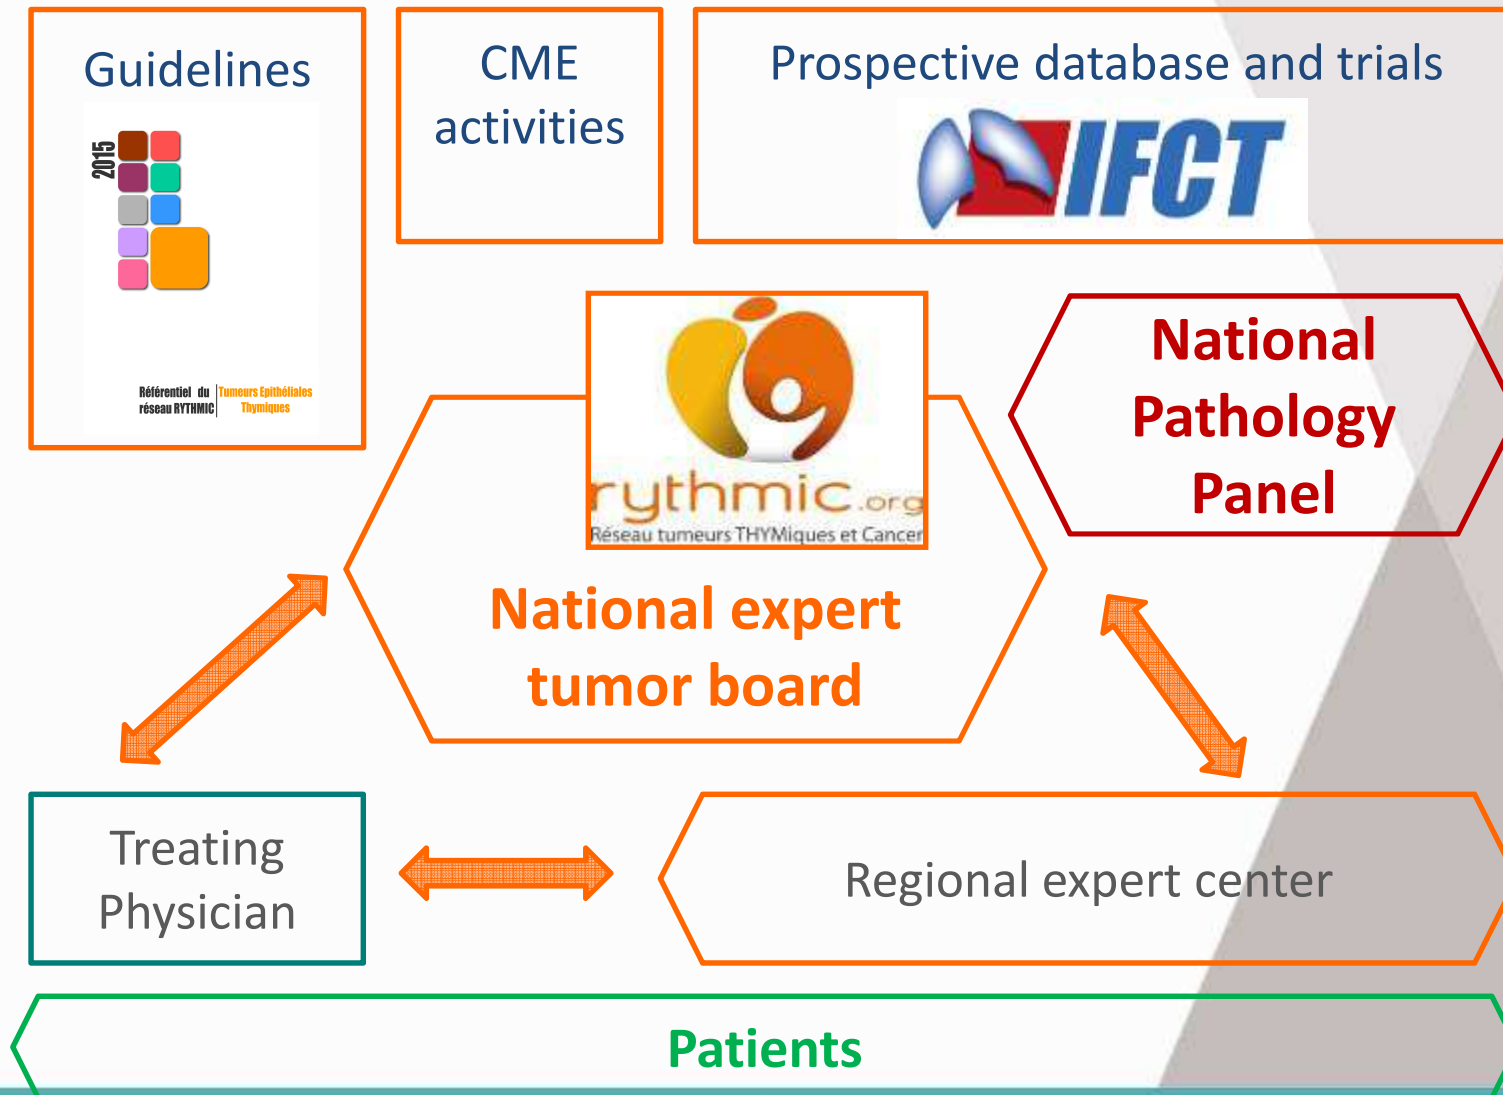 Guidelines
2015
Référentiel du
réseau RYTHMIC
Tumeurs Epithéliales
Thymiques
CME
activities
Prospective database and trials
IFCT
rythmic.org
Réseau tumeurs THYMiques et Cancer
National expert
tumor board
National
Pathology
Panel
Treating
Physician
Regional expert center
Patients